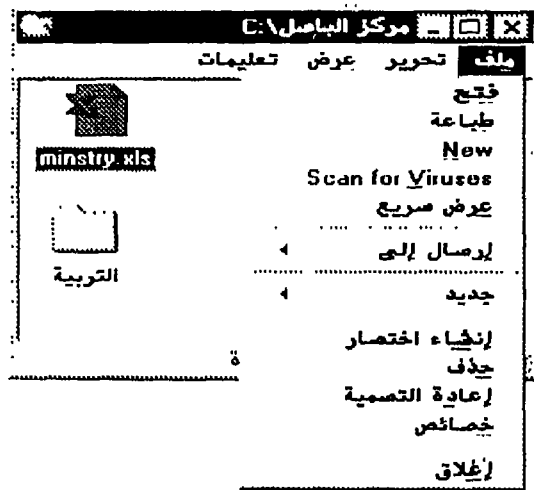 مركز الباصل\:C
ملف تحرير عرض تعليمات
فتح
طباعة
New
Scan for Viruses
عرض سريع
إرسال إلى
جديد
إنشاء اختصار
حذف
إعادة التسمية
خصائص
إغلاق
minstry.xls
التربية